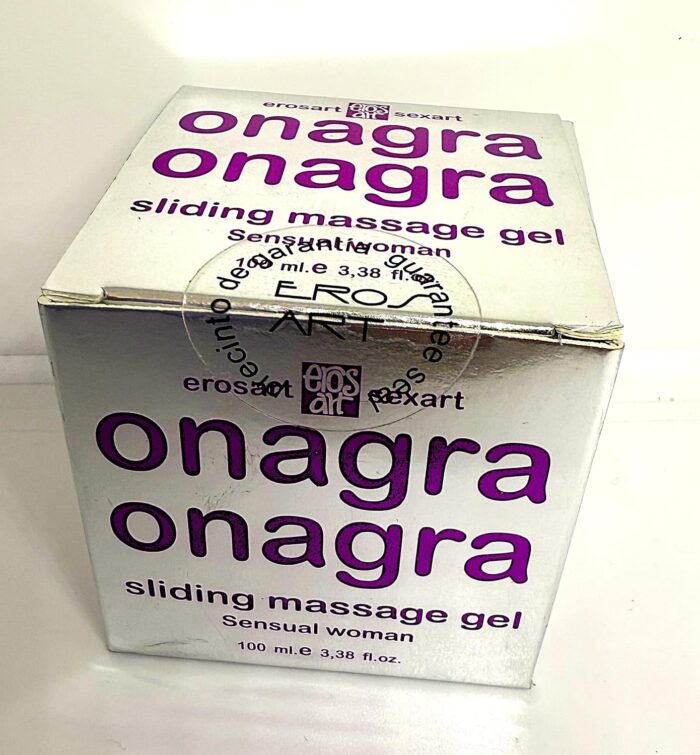 erosart eros art sexart
onagra
onagra
sliding massage gel
Sensual woman
100 ml.e 3,38 fl.oz.
precinto de garantía guarantee seal
EROS
ART
erosart eros art sexart
onagra
onagra
sliding massage gel
Sensual woman
100 ml.e 3,38 fl.oz.